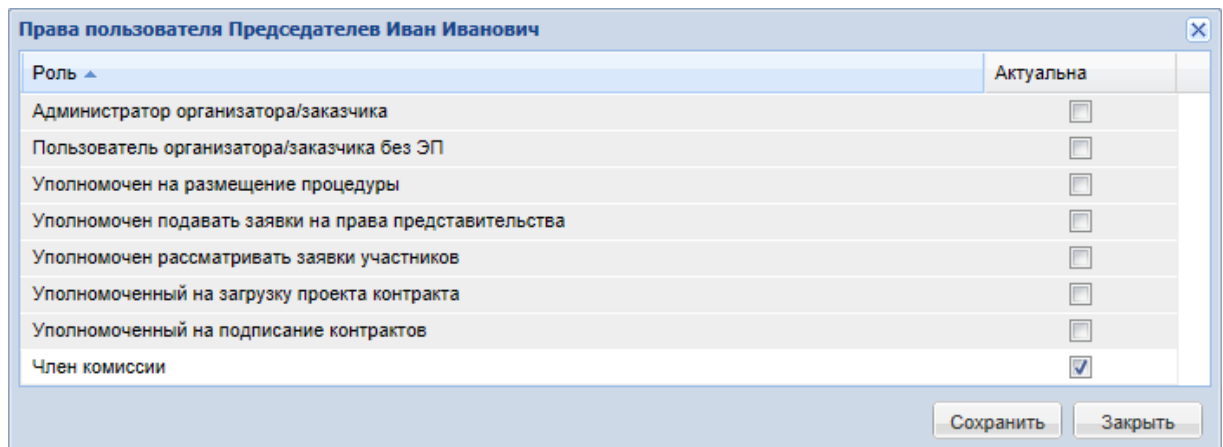 Права пользователя Председателев Иван Иванович
Роль Актуальна
Администратор организатора/заказчика
Пользователь организатора/заказчика без ЭП
Уполномочен на размещение процедуры
Уполномочен подавать заявки на права представительства
Уполномочен рассматривать заявки участников
Уполномоченный на загрузку проекта контракта
Уполномоченный на подписание контрактов
Член комиссии
Сохранить Закрыть